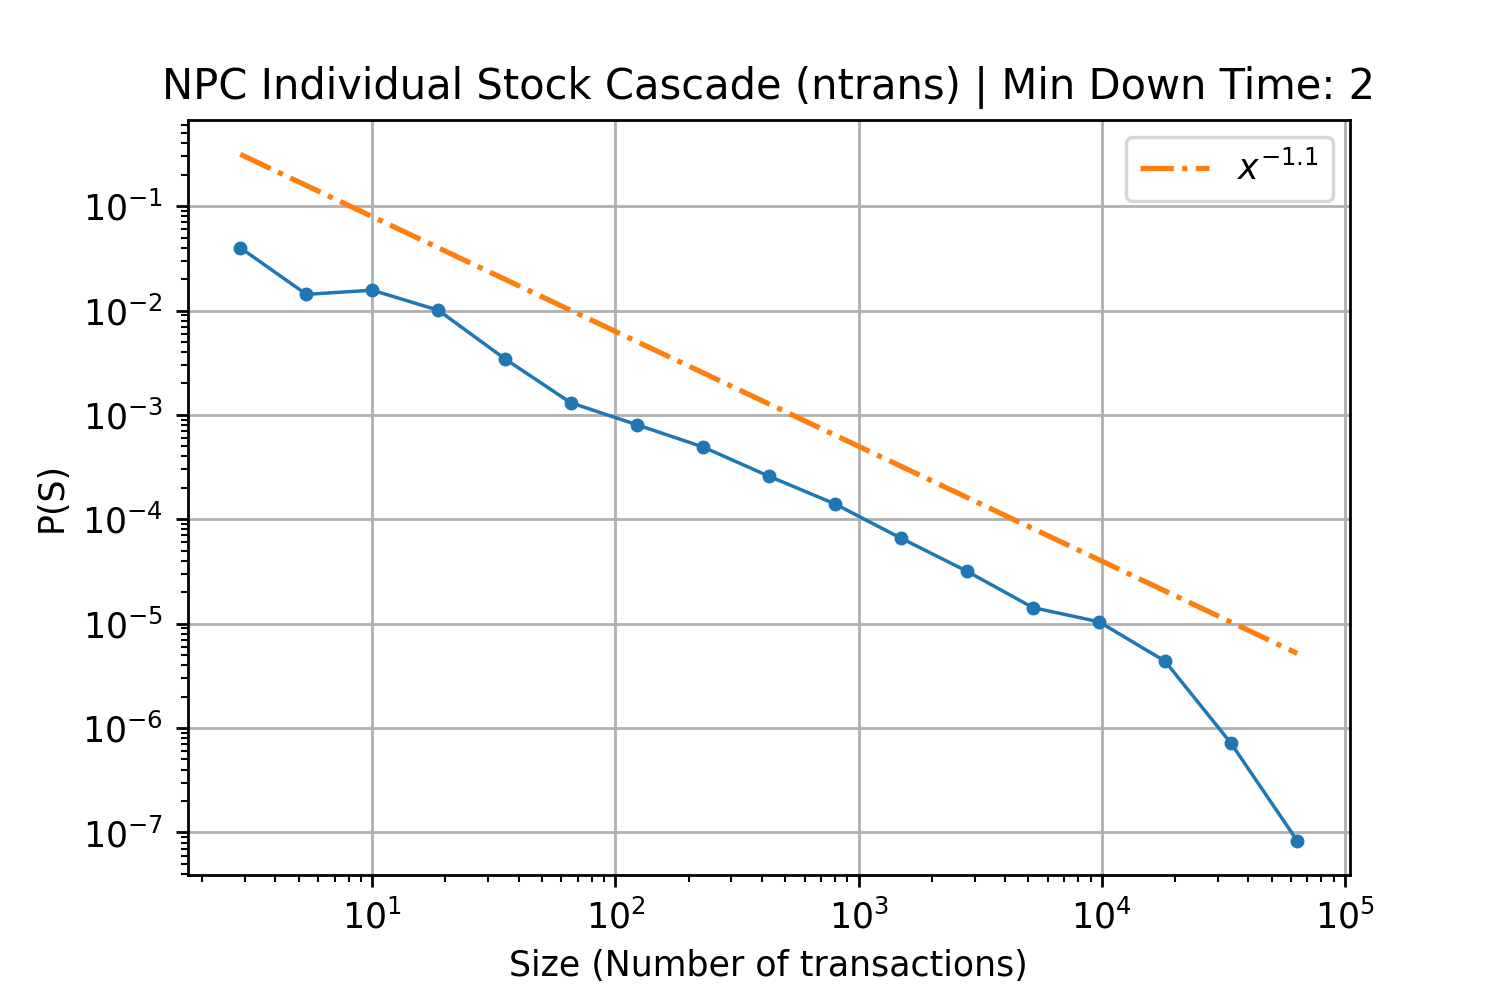 NPC Individual Stock Cascade (ntrans) | Min Down Time: 2
x^{-1.1}
P(S)
10^{-1}
10^{-2}
10^{-3}
10^{-4}
10^{-5}
10^{-6}
10^{-7}
10^1 10^2 10^3 10^4 10^5
Size (Number of transactions)